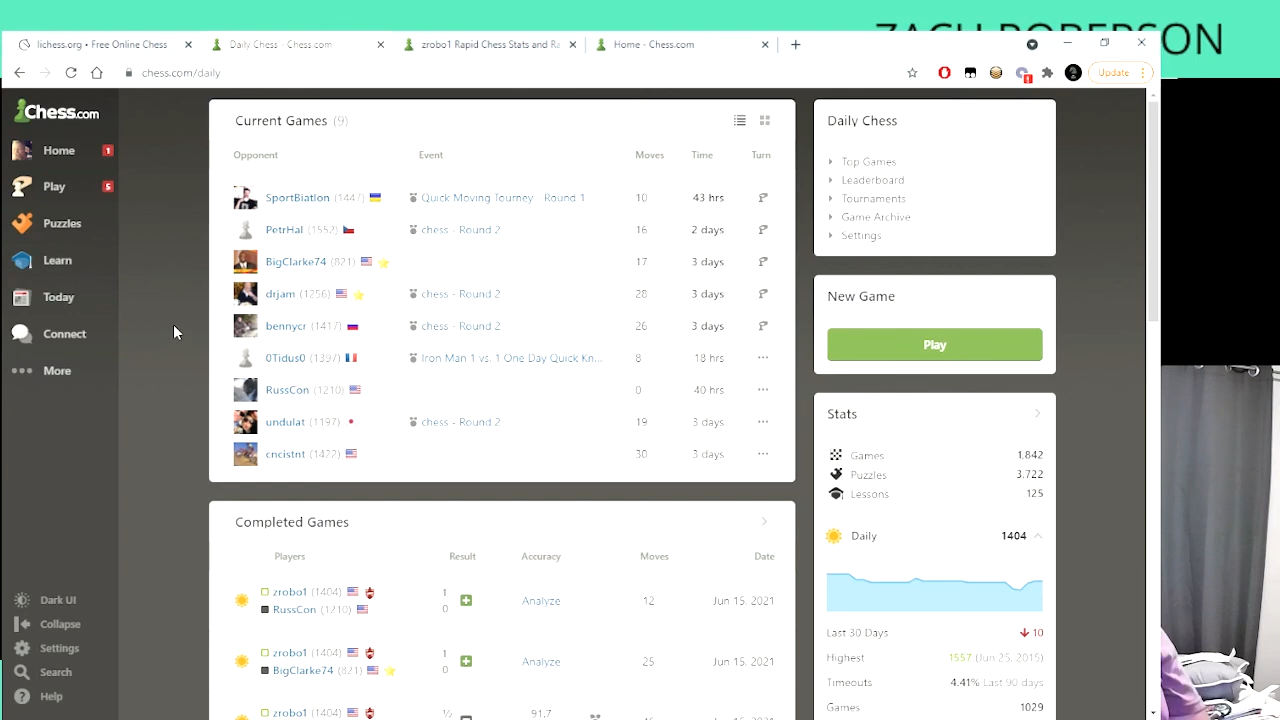 ZACH ROBERSON
lichess.org • Free Online Chess
Daily Chess - Chess.com
zrobo1 Rapid Chess Stats and Ra
Home - Chess.com
chess.com/daily
Update
Chess.com
Home 1
Play 5
Puzzles
Learn
Today
Connect
More
Dark UI
Collapse
Settings
Search
Help
Current Games (9)
Opponent Event Moves Time Turn
SportBiatlon (1447) Quick Moving Tourney - Round 1 10 43 hrs
PetrHal (1552) chess - Round 2 16 2 days
BigClarke74 (821) 17 3 days
drjam (1256) chess - Round 2 28 3 days
bennycr (1417) chess - Round 2 26 3 days
0Tidus0 (1397) Iron Man 1 vs. 1 One Day Quick Kn... 8 18 hrs ...
RussCon (1210) 0 40 hrs ...
undulat (1197) chess - Round 2 19 3 days ...
cncistnt (1422) 30 3 days ...
Completed Games
Players Result Accuracy Moves Date
zrobo1 (1404) 1
RussCon (1210) 0 Analyze 12 Jun 15, 2021
zrobo1 (1404) 1
BigClarke74 (821) 0 Analyze 25 Jun 15, 2021
zrobo1 (1404) ½ 91.7
Daily Chess
Top Games
Leaderboard
Tournaments
Game Archive
Settings
New Game
Play
Stats
Games 1,842
Puzzles 3,722
Lessons 125
Daily 1404
Last 30 Days 10
Highest 1557 (Jun 25, 2015)
Timeouts 4.41% Last 90 days
Games 1029